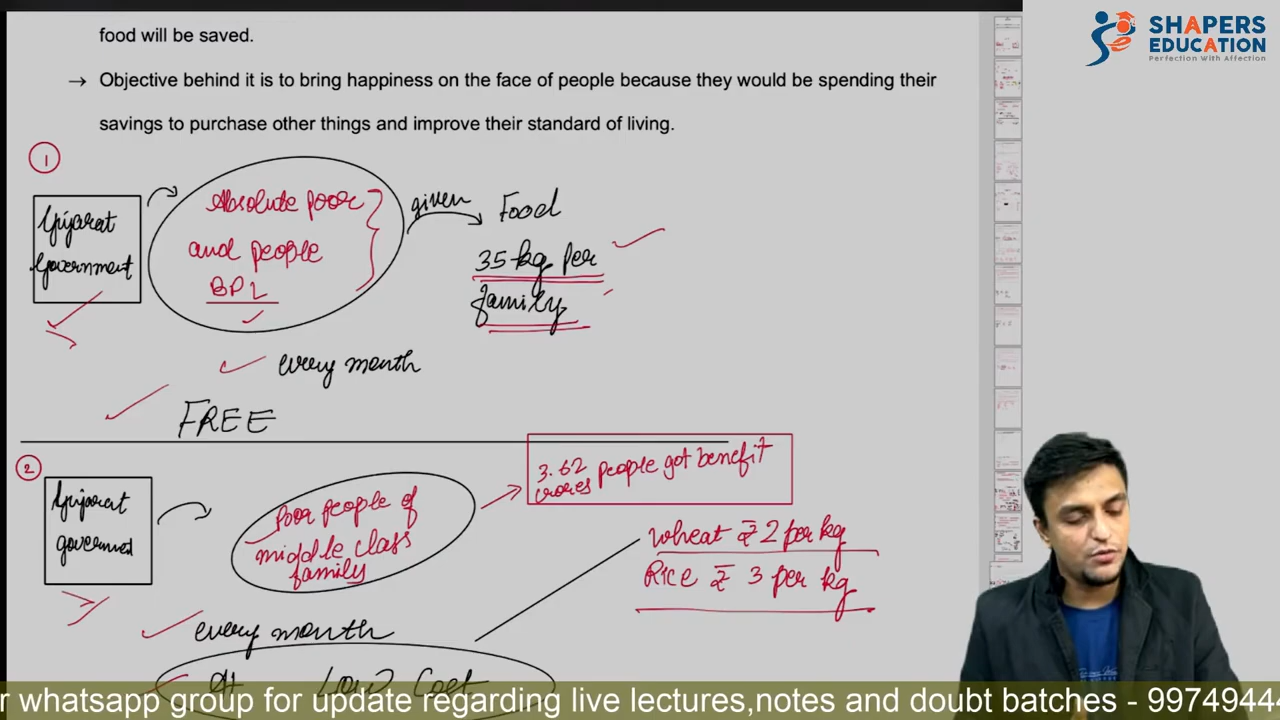 SHAPERS
EDUCATION
Perfection With Affection
food will be saved.
→ Objective behind it is to bring happiness on the face of people because they would be spending their
savings to purchase other things and improve their standard of living.
1
Gujarat
Government
Absolute poor
and people
BPL
given
Food
35 kg per
family
every month
FREE
2
Gujarat
government
Poor people of
middle class
family
3.62
crores people got benefit
wheat ₹ 2 per kg
Rice ₹ 3 per kg
every month
At Low Cost
r whatsapp group for update regarding live lectures,notes and doubt batches - 99749444